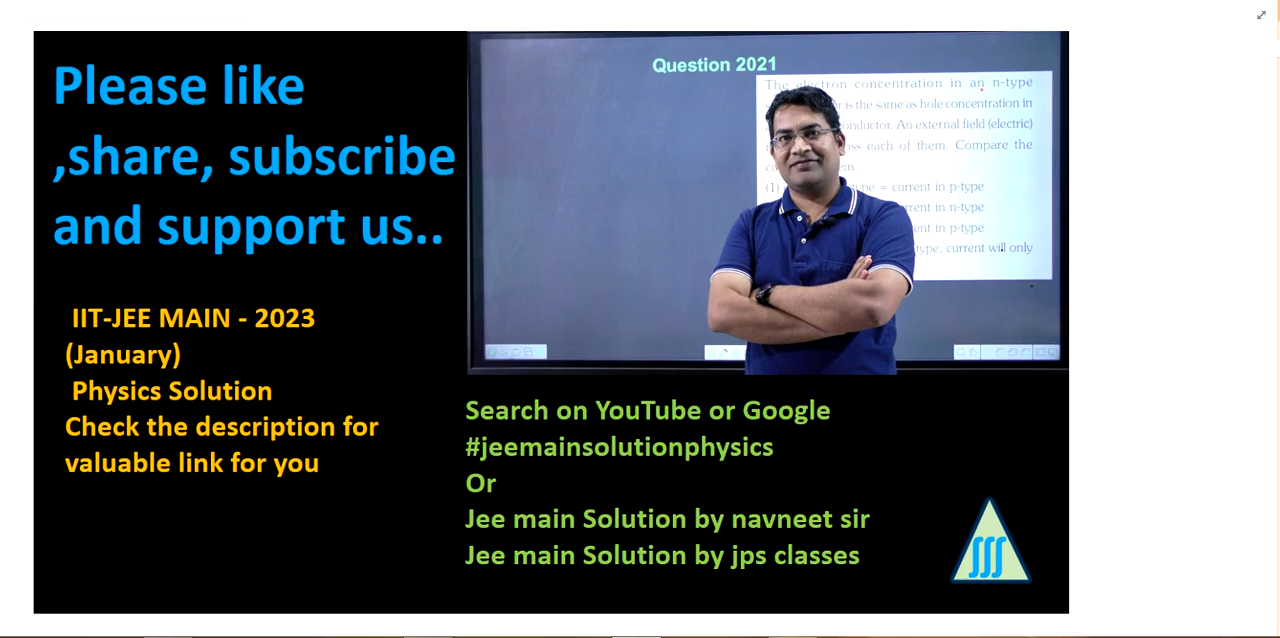 Please like
,share, subscribe
and support us..
IIT-JEE MAIN - 2023
(January)
Physics Solution
Check the description for
valuable link for you
Question 2021
The electron concentration in an n-type
is the same as hole concentration in
An external field (electric)
each of them. Compare the
(1) = current in p-type
in n-type
in p-type
current will only
Search on YouTube or Google
#jeemainsolutionphysics
Or
Jee main Solution by navneet sir
Jee main Solution by jps classes
∫∫∫